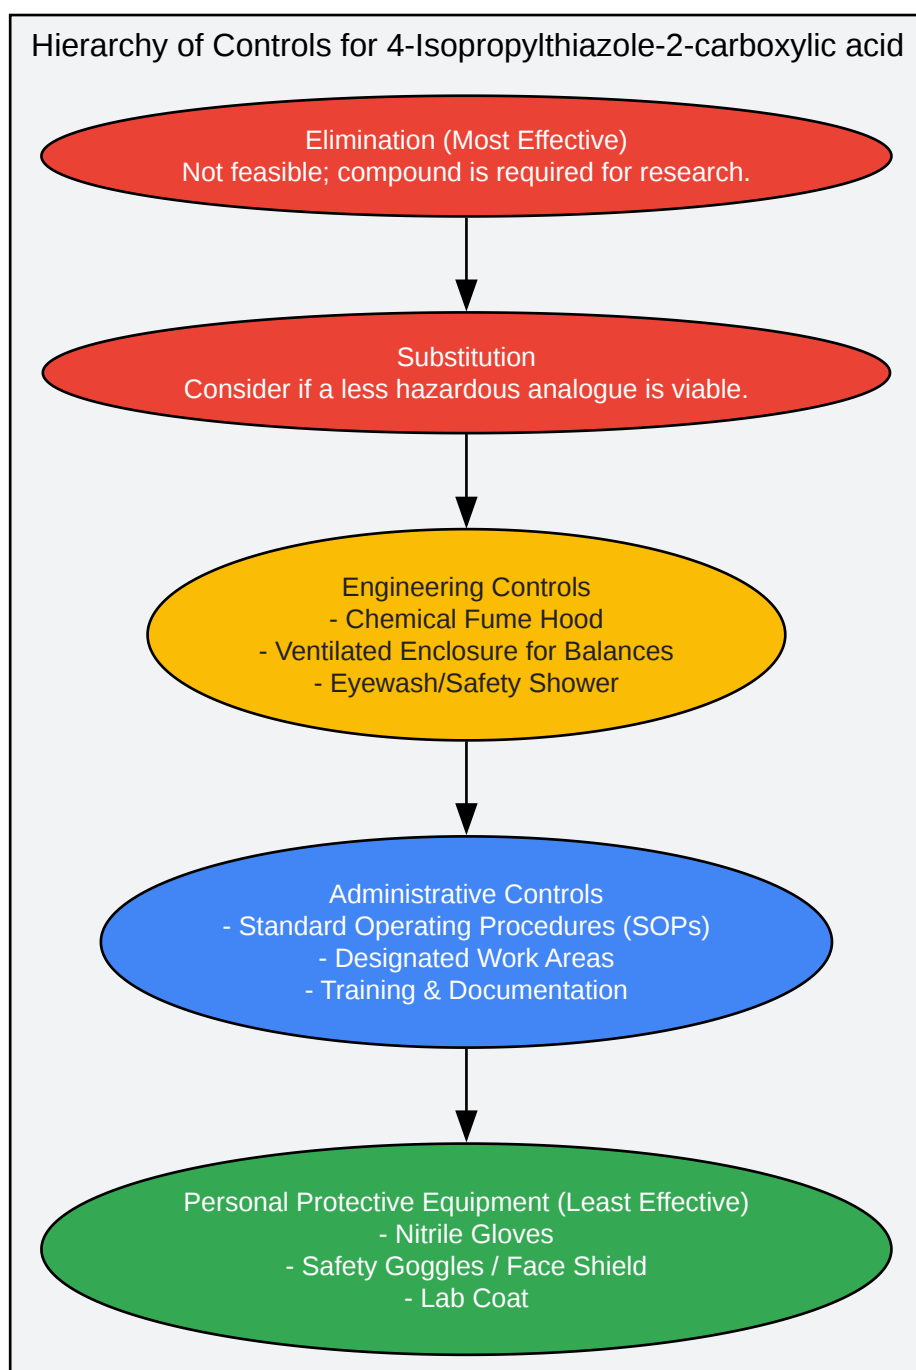 Hierarchy of Controls for 4-Isopropylthiazole-2-carboxylic acid
Elimination (Most Effective)
Not feasible; compound is required for research.
Substitution
Consider if a less hazardous analogue is viable.
Engineering Controls
- Chemical Fume Hood
- Ventilated Enclosure for Balances
- Eyewash/Safety Shower
Administrative Controls
- Standard Operating Procedures (SOPs)
- Designated Work Areas
- Training & Documentation
Personal Protective Equipment (Least Effective)
- Nitrile Gloves
- Safety Goggles / Face Shield
- Lab Coat